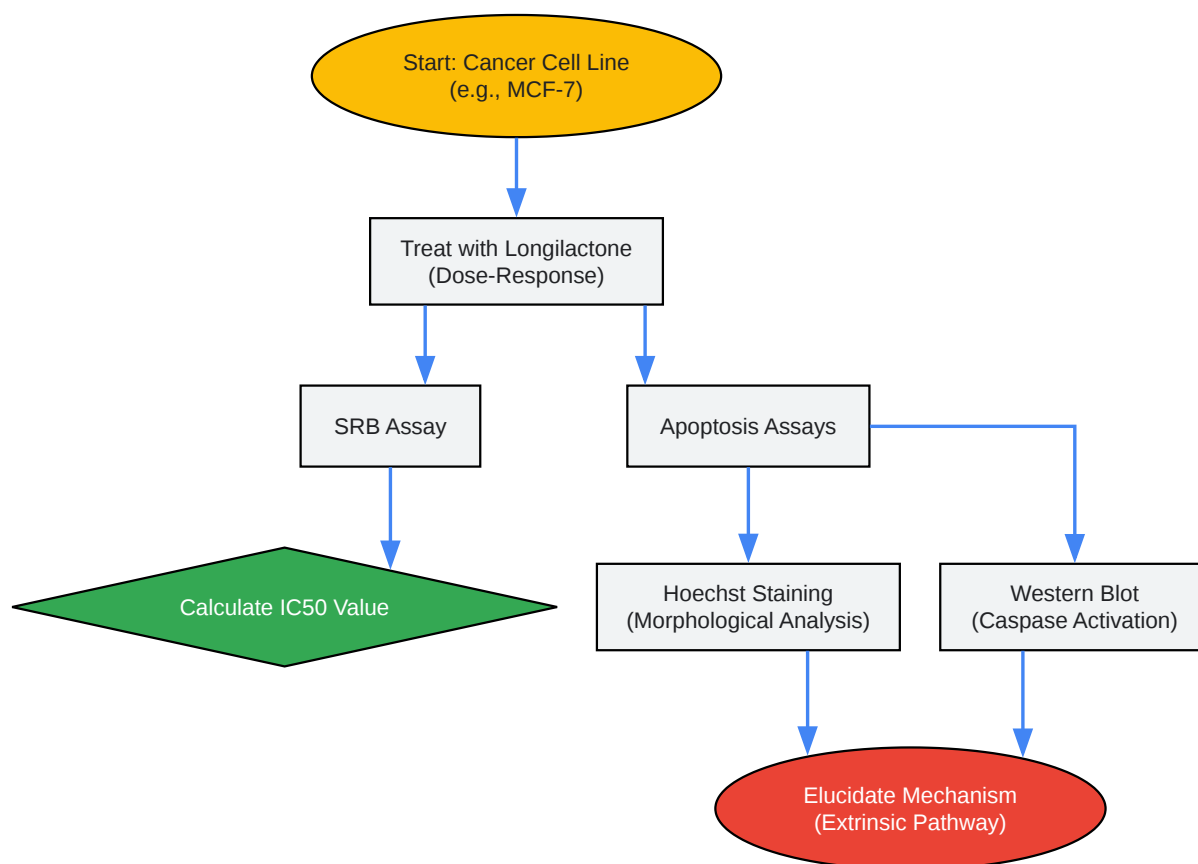 Start: Cancer Cell Line
(e.g., MCF-7)
Treat with Longilactone
(Dose-Response)
SRB Assay
Apoptosis Assays
Calculate IC50 Value
Hoechst Staining
(Morphological Analysis)
Western Blot
(Caspase Activation)
Elucidate Mechanism
(Extrinsic Pathway)